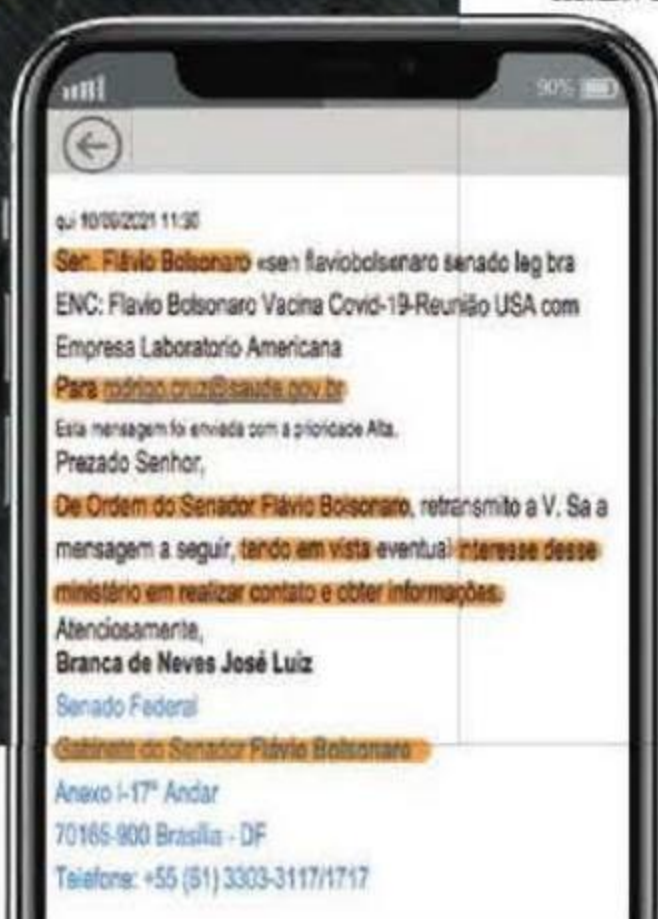 90%
qui 10/06/2021 11:30
Sen. Flávio Bolsonaro <sen flaviobolsonaro senado leg bra
ENC: Flavio Bolsonaro Vacina Covid-19-Reunião USA com
Empresa Laboratorio Americana
Para rodrigo.cruz@saude.gov.br
Esta mensagem foi enviada com a prioridade Alta.
Prezado Senhor,
De Ordem do Senador Flávio Bolsonaro, retransmito a V. Sa a
mensagem a seguir, tendo em vista eventual interesse desse
ministério em realizar contato e obter informações.
Atenciosamente,
Branca de Neves José Luiz
Senado Federal
Gabinete do Senador Flávio Bolsonaro
Anexo I-17° Andar
70165-900 Brasília - DF
Telefone: +55 (61) 3303-3117/1717